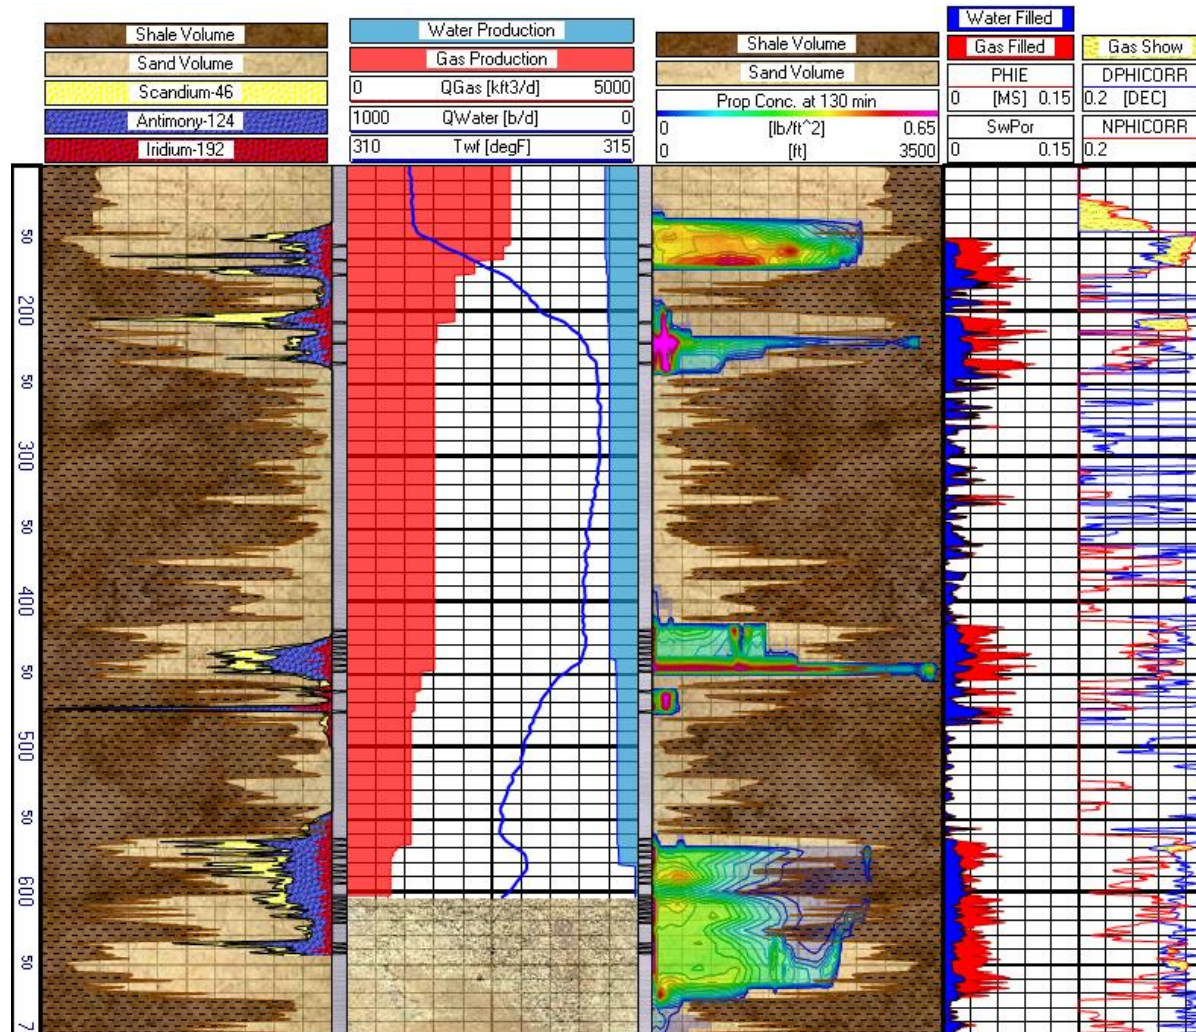 Shale Volume
Sand Volume
Scandium-46
Antimony-124
Iridium-192
Water Production
Gas Production
0 QGas [kft3/d] 5000
1000 QWater [b/d] 0
310 Twf [degF] 315
Shale Volume
Sand Volume
Prop Conc. at 130 min
0 [lb/ft^2] 0.65
0 [ft] 3500
Water Filled
Gas Filled
PHIE
0 [MS] 0.15
SwPor
0 0.15
Gas Show
DPHICORR
0.2 [DEC]
NPHICORR
0.2
50
200
50
300
50
400
50
500
50
600
50
7